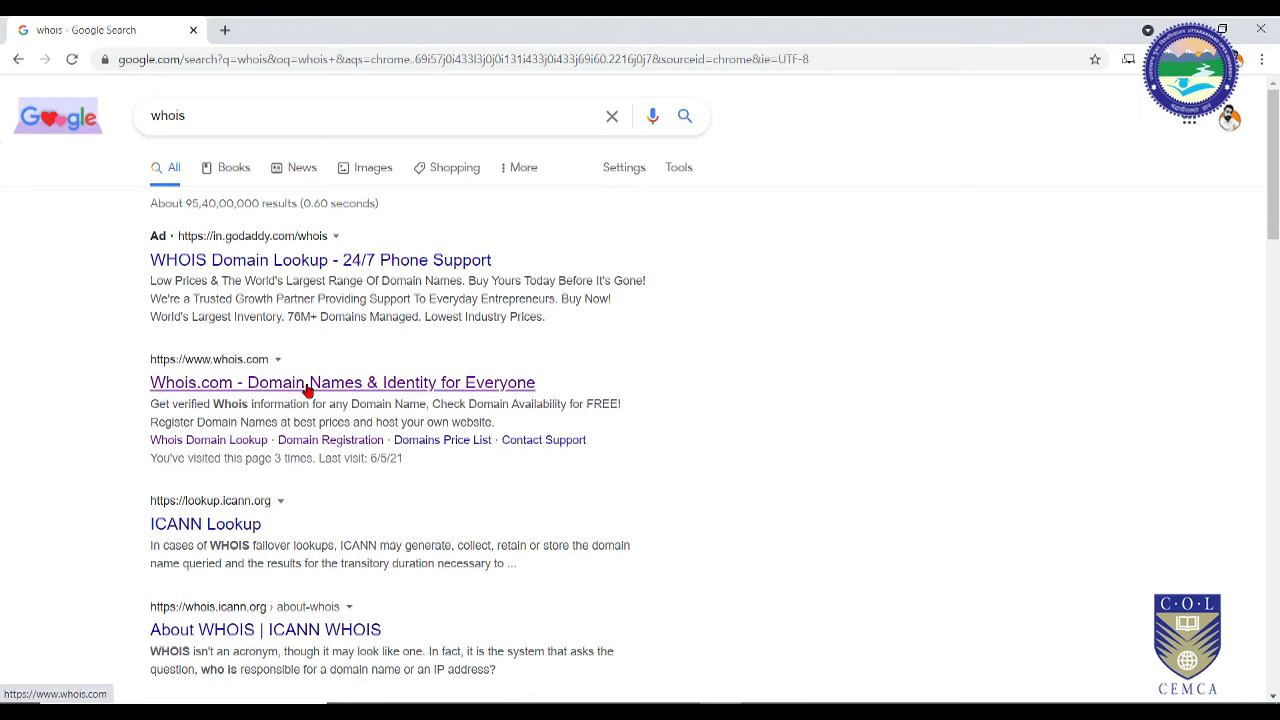 whois - Google Search
google.com/search?q=whois&oq=whois+&aqs=chrome..69i57j0i433j0i131i433j0i433j69i60.2216j0j7&sourceid=chrome&ie=UTF-8
Google
whois
All
Books
News
Images
Shopping
More
Settings
Tools
About 95,40,00,000 results (0.60 seconds)
Ad · https://in.godaddy.com/whois
WHOIS Domain Lookup - 24/7 Phone Support
Low Prices & The World's Largest Range Of Domain Names. Buy Yours Today Before It's Gone!
We're a Trusted Growth Partner Providing Support To Everyday Entrepreneurs. Buy Now!
World's Largest Inventory. 76M+ Domains Managed. Lowest Industry Prices.
https://www.whois.com
Whois.com - Domain Names & Identity for Everyone
Get verified Whois information for any Domain Name, Check Domain Availability for FREE!
Register Domain Names at best prices and host your own website.
Whois Domain Lookup · Domain Registration · Domains Price List · Contact Support
You've visited this page 3 times. Last visit: 6/5/21
https://lookup.icann.org
ICANN Lookup
In cases of WHOIS failover lookups, ICANN may generate, collect, retain or store the domain
name queried and the results for the transitory duration necessary to ...
https://whois.icann.org › about-whois
About WHOIS | ICANN WHOIS
WHOIS isn't an acronym, though it may look like one. In fact, it is the system that asks the
question, who is responsible for a domain name or an IP address?
https://www.whois.com
C·O·L
CEMCA